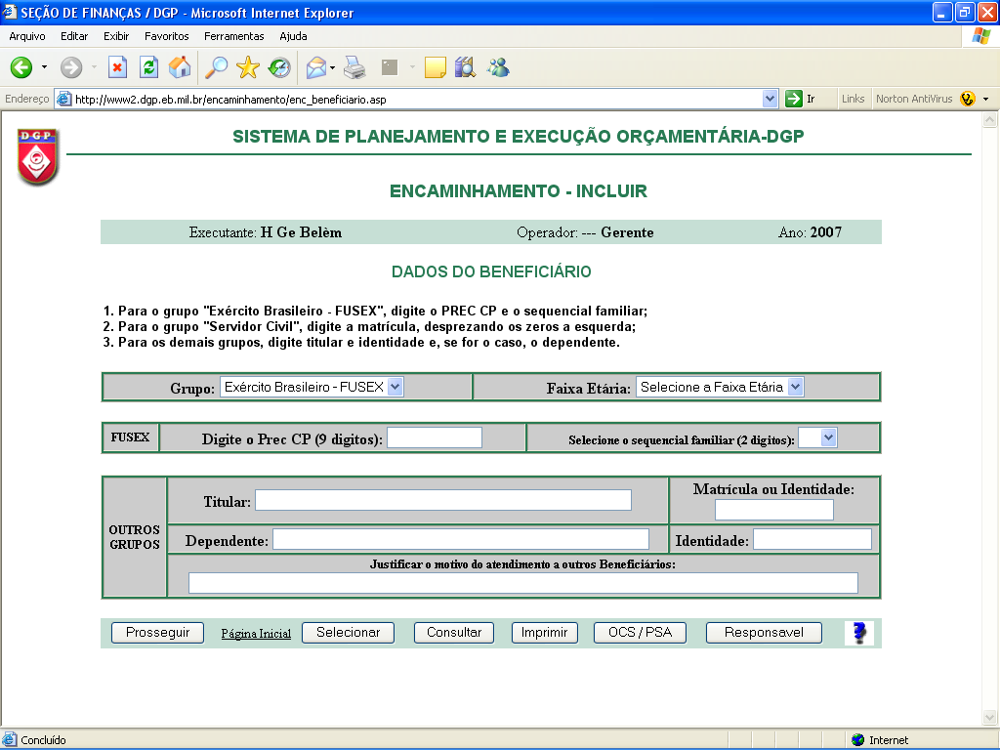 SEÇÃO DE FINANÇAS / DGP - Microsoft Internet Explorer
Arquivo Editar Exibir Favoritos Ferramentas Ajuda
Endereço http://www2.dgp.eb.mil.br/encaminhamento/enc_beneficiario.asp Ir Links Norton AntiVirus
DGP
SISTEMA DE PLANEJAMENTO E EXECUÇÃO ORÇAMENTÁRIA-DGP
ENCAMINHAMENTO - INCLUIR
Executante: H Ge Belèm Operador: --- Gerente Ano: 2007
DADOS DO BENEFICIÁRIO
1. Para o grupo "Exército Brasileiro - FUSEX", digite o PREC CP e o sequencial familiar;
2. Para o grupo "Servidor Civil", digite a matrícula, desprezando os zeros a esquerda;
3. Para os demais grupos, digite titular e identidade e, se for o caso, o dependente.
Grupo: Exército Brasileiro - FUSEX Faixa Etária: Selecione a Faixa Etária
FUSEX Digite o Prec CP (9 digitos): Selecione o sequencial familiar (2 digitos):
OUTROS GRUPOS
Titular: Matrícula ou Identidade:
Dependente: Identidade:
Justificar o motivo do atendimento a outros Beneficiários:
Prosseguir Página Inicial Selecionar Consultar Imprimir OCS / PSA Responsavel ?
Concluído Internet